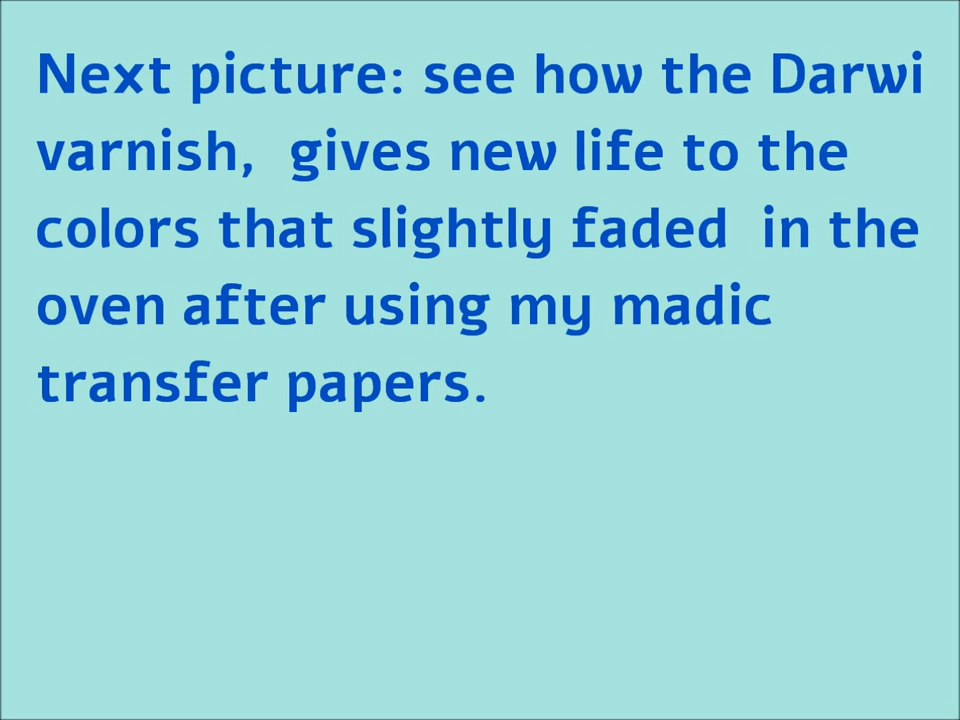 Next picture: see how the Darwi
varnish,  gives new life to the
colors that slightly faded  in the
oven after using my madic
transfer papers.